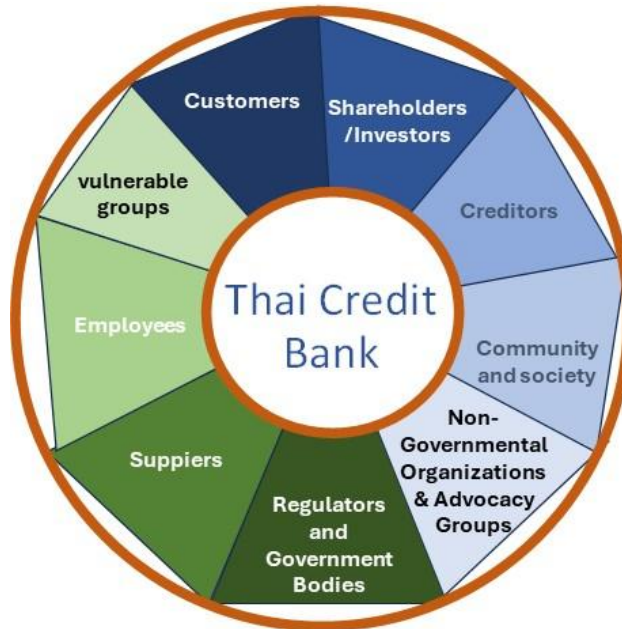 Customers
Shareholders
/Investors
Creditors
Community
and society
Non-
Governmental
Organizations
& Advocacy
Groups
Regulators
and
Government
Bodies
Suppiers
Employees
vulnerable
groups
Thai Credit
Bank